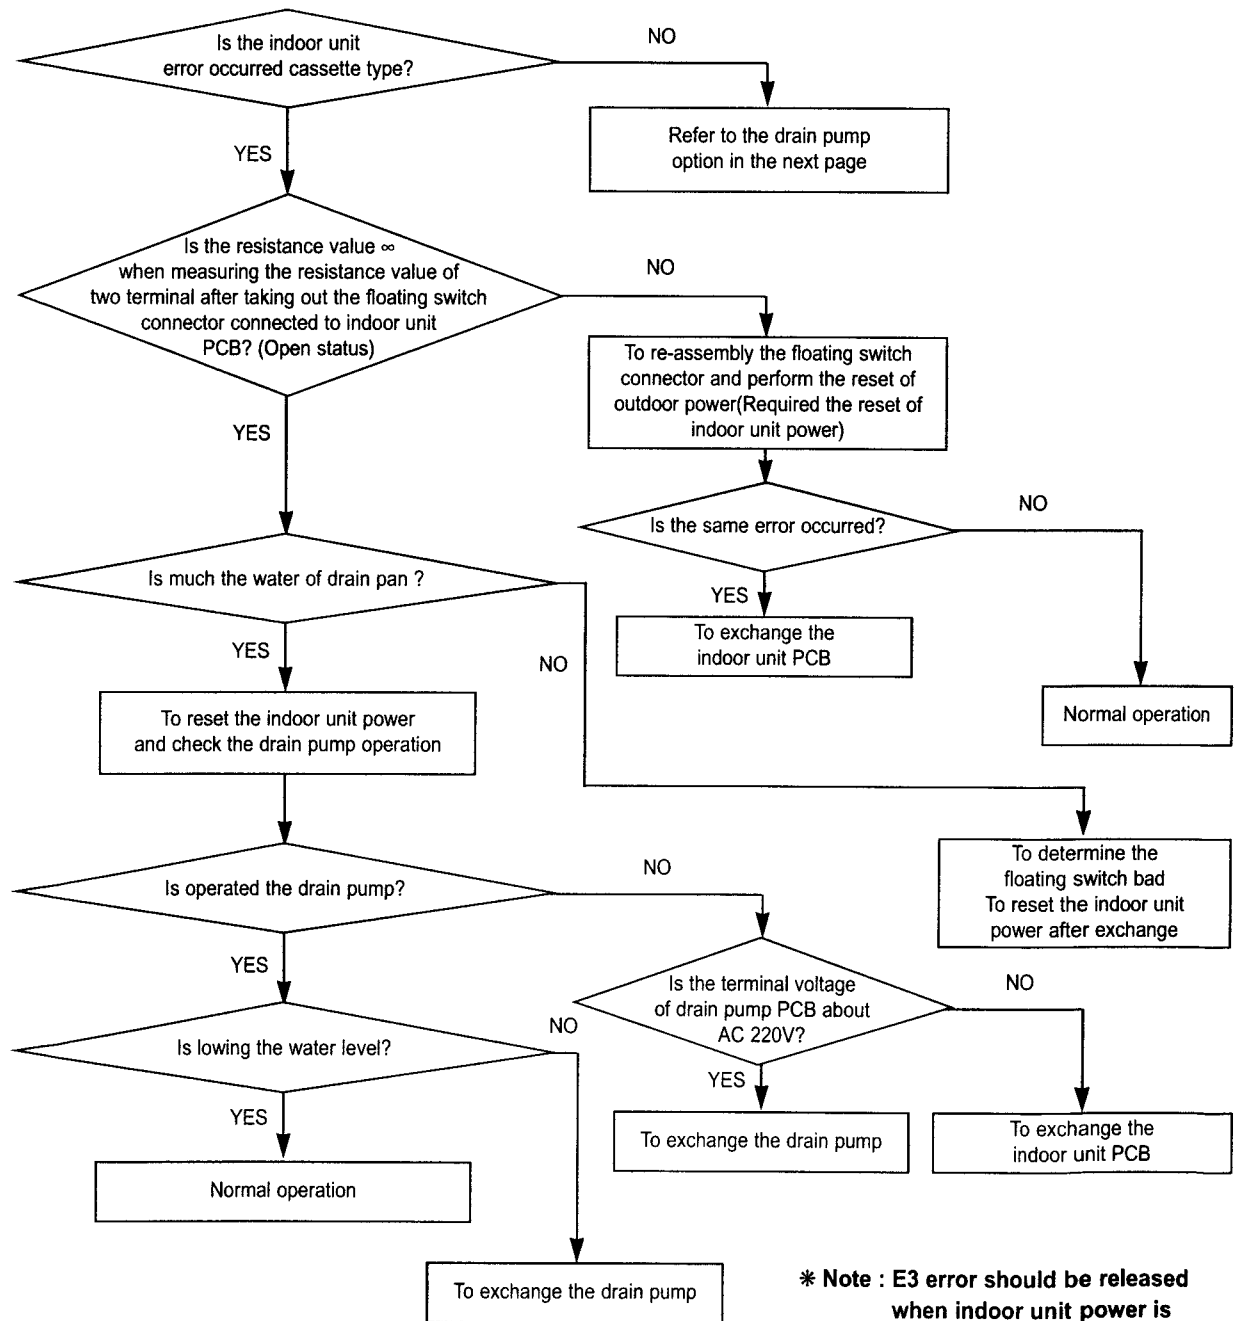 Is the indoor unit
error occurred cassette type?
NO
Refer to the drain pump
option in the next page
YES
Is the resistance value ∞
when measuring the resistance value of
two terminal after taking out the floating switch
connector connected to indoor unit
PCB? (Open status)
NO
To re-assembly the floating switch
connector and perform the reset of
outdoor power(Required the reset of
indoor unit power)
YES
Is the same error occurred?
NO
Is much the water of drain pan ?
YES
To exchange the
indoor unit PCB
YES
NO
Normal operation
To reset the indoor unit power
and check the drain pump operation
To determine the
floating switch bad
To reset the indoor unit
power after exchange
Is operated the drain pump?
NO
YES
Is the terminal voltage
of drain pump PCB about
AC 220V?
NO
Is lowing the water level?
NO
YES
YES
To exchange the drain pump
To exchange the
indoor unit PCB
Normal operation
To exchange the drain pump
* Note : E3 error should be released
when indoor unit power is